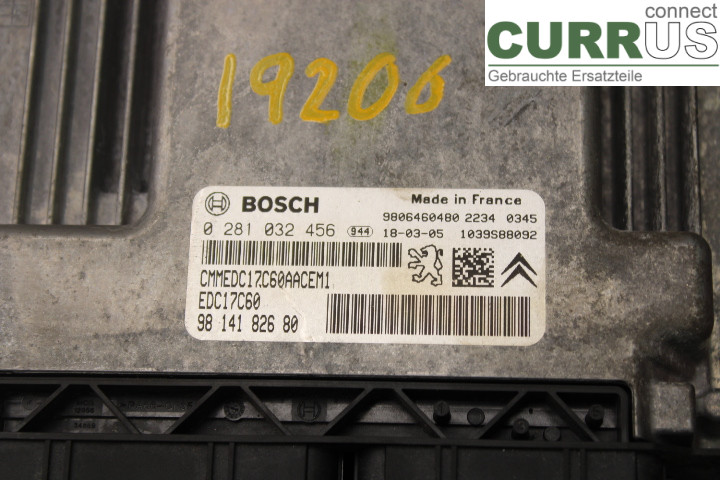 connect
CURRUS
Gebrauchte Ersatzteile
19206
BOSCH
Made in France
9806460480 2234 0345
0 281 032 456 944 18-03-05 1039S88092
CMMEDC17C60AACEM1
EDC17C60
98 141 826 80